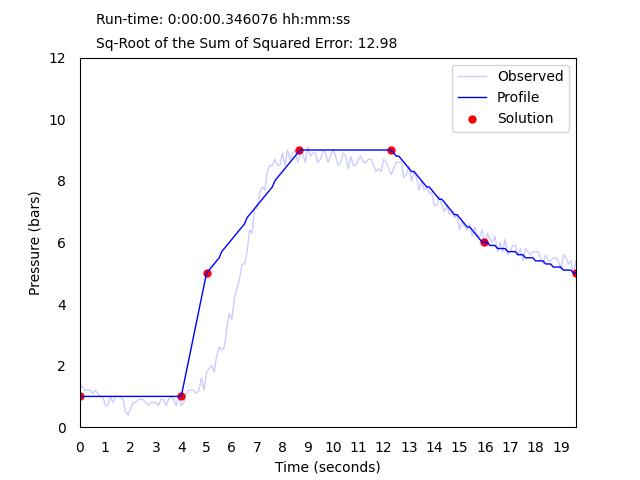 Run-time: 0:00:00.346076 hh:mm:ss
Sq-Root of the Sum of Squared Error: 12.98
12
10
8
6
4
2
0
Pressure (bars)
Observed
Profile
Solution
0 1 2 3 4 5 6 7 8 9 10 11 12 13 14 15 16 17 18 19
Time (seconds)